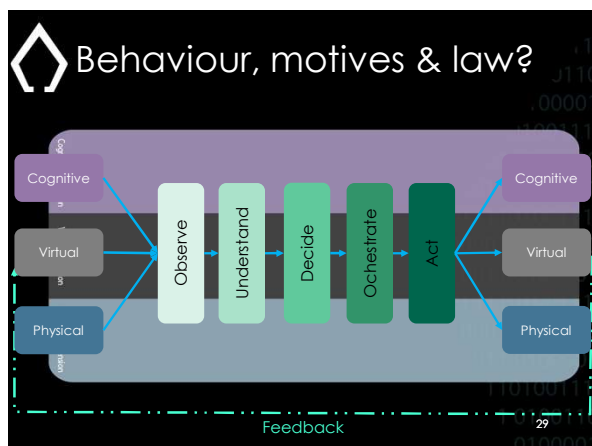 Behaviour, motives & law?
Cognitive
Virtual
Physical
Observe
Understand
Decide
Ochestrate
Act
Cognitive
Virtual
Physical
Feedback
29